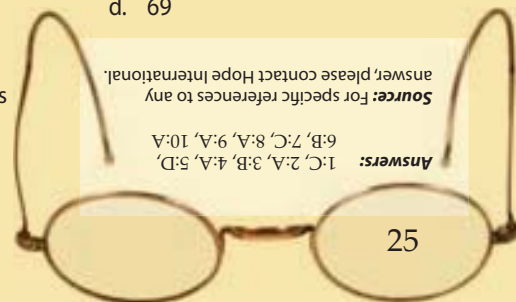 d. 69
s
Answers: 1:C, 2:A, 3:B, 4:A, 5:D,
6:B, 7:C, 8:A, 9:A, 10:A
Source: For specific references to any
answer, please contact Hope International.
25